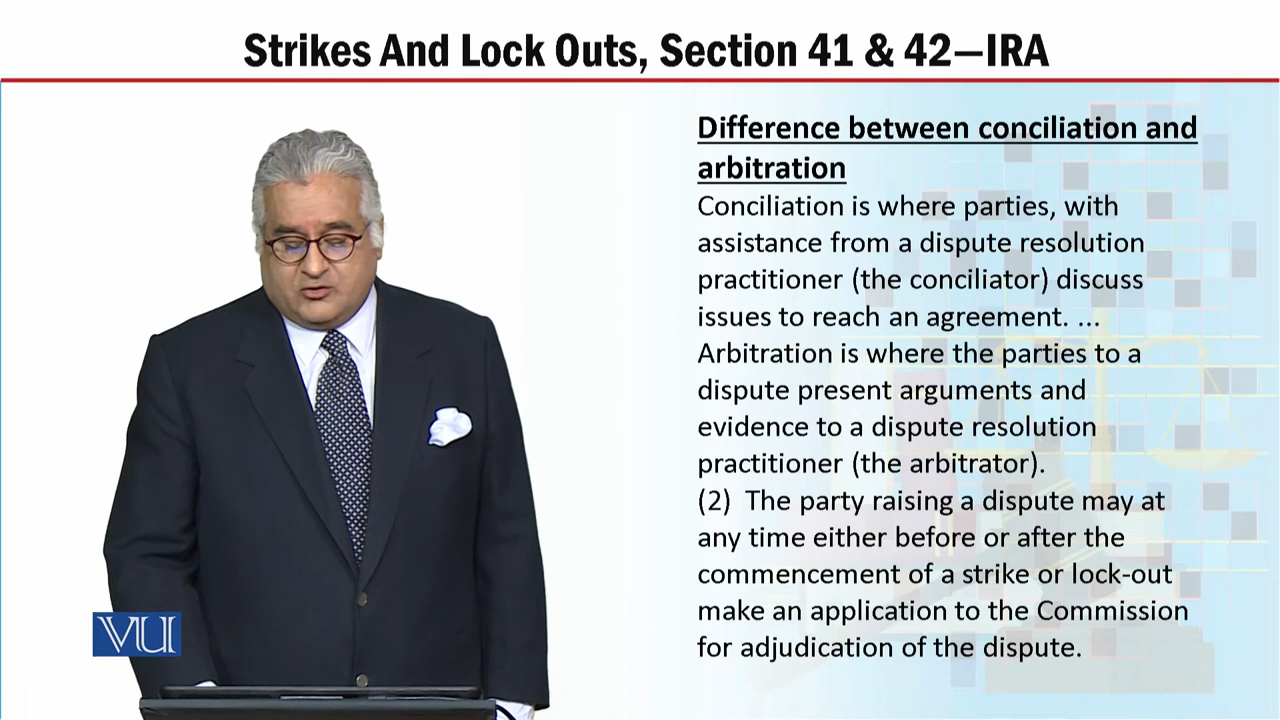 Strikes And Lock Outs, Section 41 & 42—IRA
Difference between conciliation and
arbitration
Conciliation is where parties, with
assistance from a dispute resolution
practitioner (the conciliator) discuss
issues to reach an agreement. ...
Arbitration is where the parties to a
dispute present arguments and
evidence to a dispute resolution
practitioner (the arbitrator).
(2) The party raising a dispute may at
any time either before or after the
commencement of a strike or lock-out
make an application to the Commission
for adjudication of the dispute.
VU